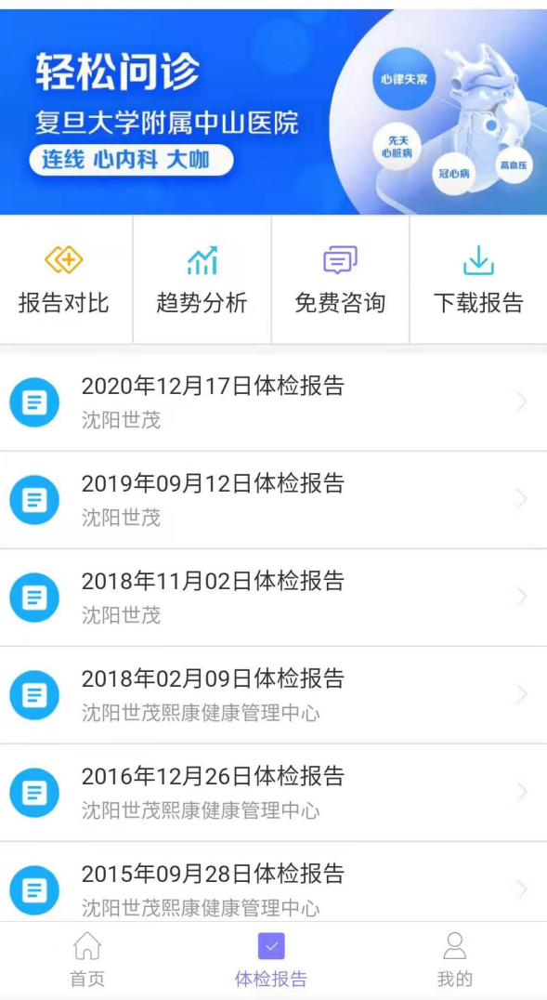 轻松问诊
复旦大学附属中山医院
连线 心内科 大咖
心律失常
先天
心脏病
冠心病
高血压
报告对比
趋势分析
免费咨询
下载报告
2020年12月17日体检报告
沈阳世茂
2019年09月12日体检报告
沈阳世茂
2018年11月02日体检报告
沈阳世茂
2018年02月09日体检报告
沈阳世茂熙康健康管理中心
2016年12月26日体检报告
沈阳世茂熙康健康管理中心
2015年09月28日体检报告
沈阳世茂熙康健康管理中心
首页
体检报告
我的